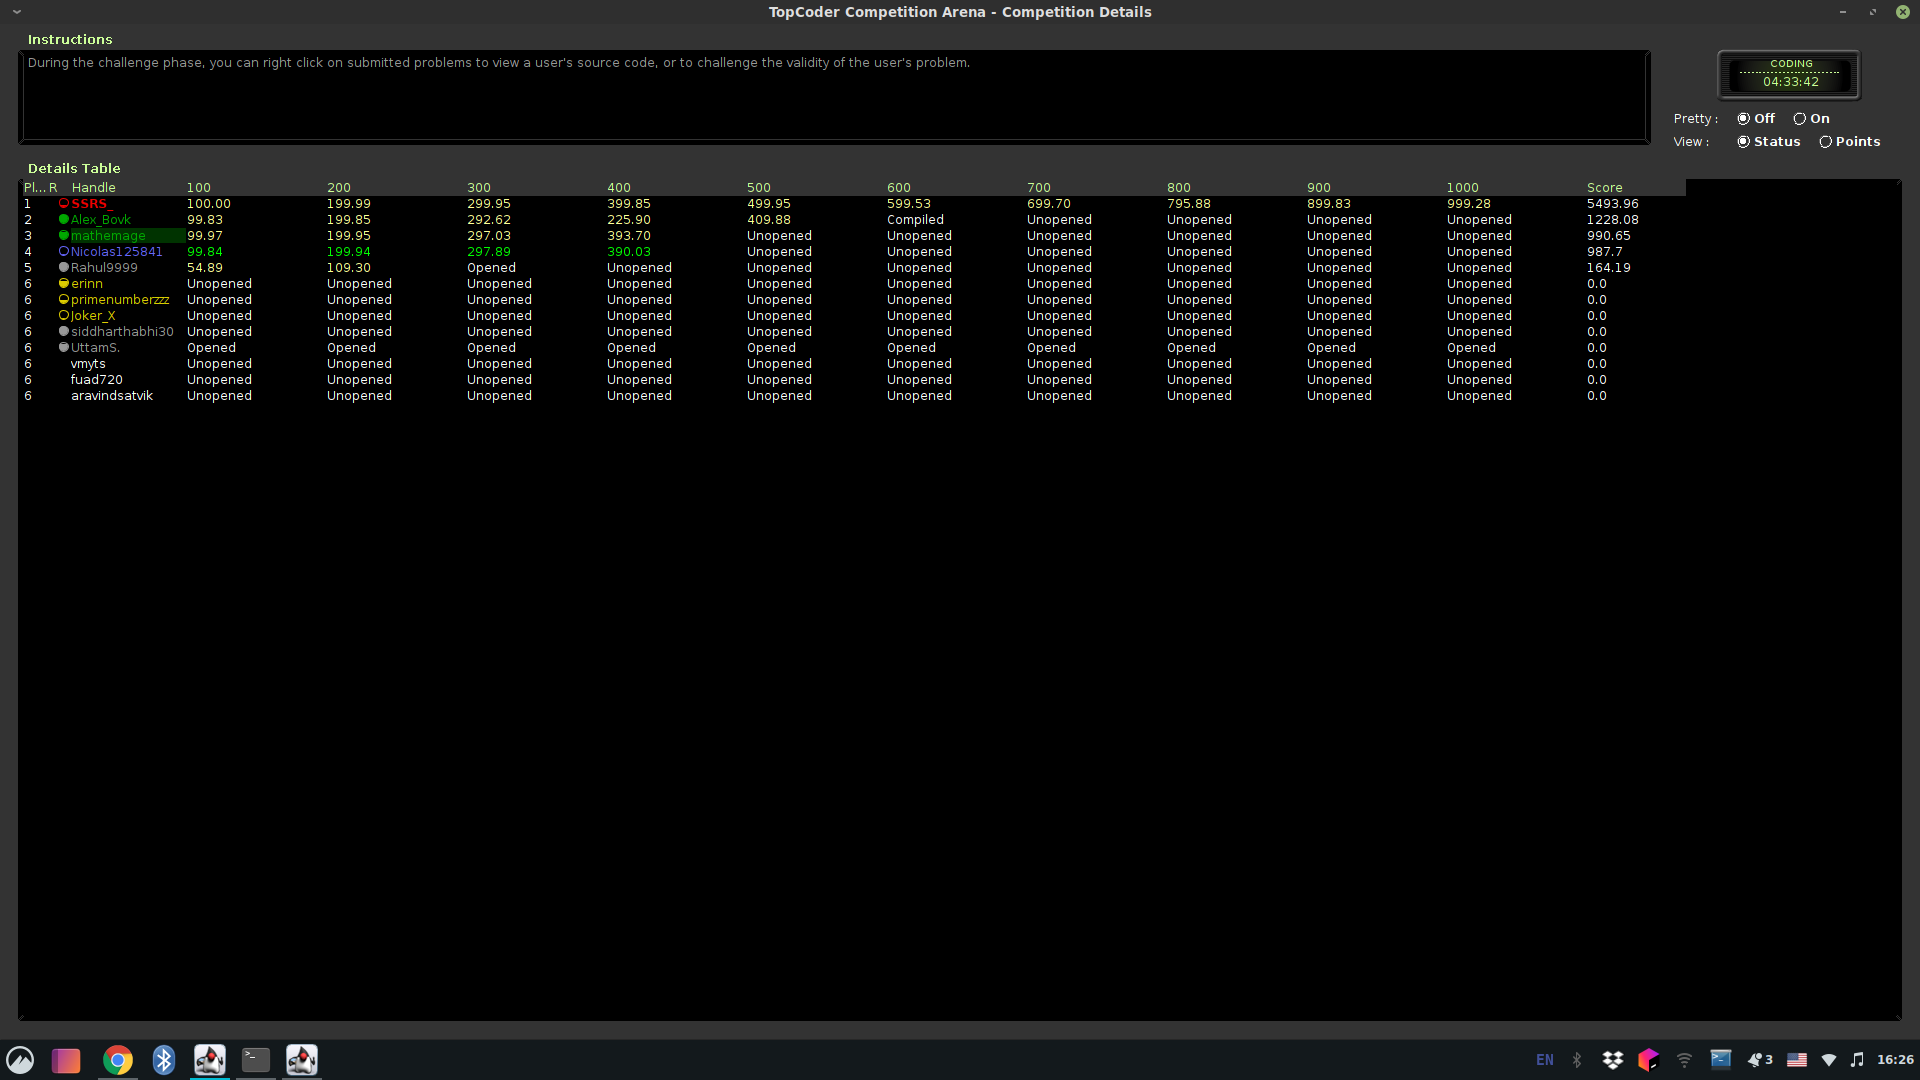 TopCoder Competition Arena - Competition Details
Instructions
During the challenge phase, you can right click on submitted problems to view a user's source code, or to challenge the validity of the user's problem.
CODING
04:33:42
Pretty : Off On
View : Status Points
Details Table
Pl... R Handle 100 200 300 400 500 600 700 800 900 1000 Score
1 SSRS_ 100.00 199.99 299.95 399.85 499.95 599.53 699.70 795.88 899.83 999.28 5493.96
2 Alex_Bovk 99.83 199.85 292.62 225.90 409.88 Compiled Unopened Unopened Unopened Unopened 1228.08
3 mathemage 99.97 199.95 297.03 393.70 Unopened Unopened Unopened Unopened Unopened Unopened 990.65
4 Nicolas125841 99.84 199.94 297.89 390.03 Unopened Unopened Unopened Unopened Unopened Unopened 987.7
5 Rahul9999 54.89 109.30 Opened Unopened Unopened Unopened Unopened Unopened Unopened Unopened 164.19
6 erinn Unopened Unopened Unopened Unopened Unopened Unopened Unopened Unopened Unopened Unopened 0.0
6 primenumberzzz Unopened Unopened Unopened Unopened Unopened Unopened Unopened Unopened Unopened Unopened 0.0
6 Joker_X Unopened Unopened Unopened Unopened Unopened Unopened Unopened Unopened Unopened Unopened 0.0
6 siddharthabhi30 Unopened Unopened Unopened Unopened Unopened Unopened Unopened Unopened Unopened Unopened 0.0
6 UttamS. Opened Opened Opened Opened Opened Opened Opened Opened Opened Opened 0.0
6 vmyts Unopened Unopened Unopened Unopened Unopened Unopened Unopened Unopened Unopened Unopened 0.0
6 fuad720 Unopened Unopened Unopened Unopened Unopened Unopened Unopened Unopened Unopened Unopened 0.0
6 aravindsatvik Unopened Unopened Unopened Unopened Unopened Unopened Unopened Unopened Unopened Unopened 0.0
EN 3 16:26